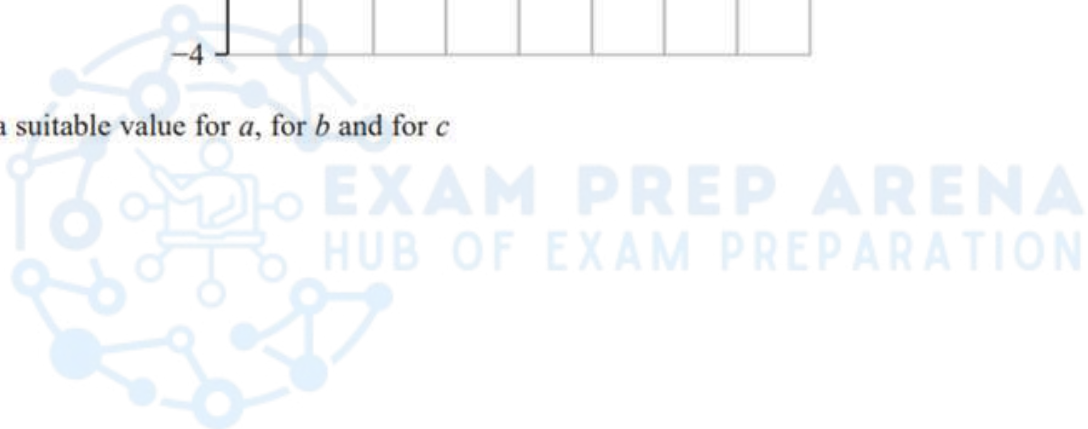 −4
a suitable value for a, for b and for c
EXAM PREP ARENA
HUB OF EXAM PREPARATION